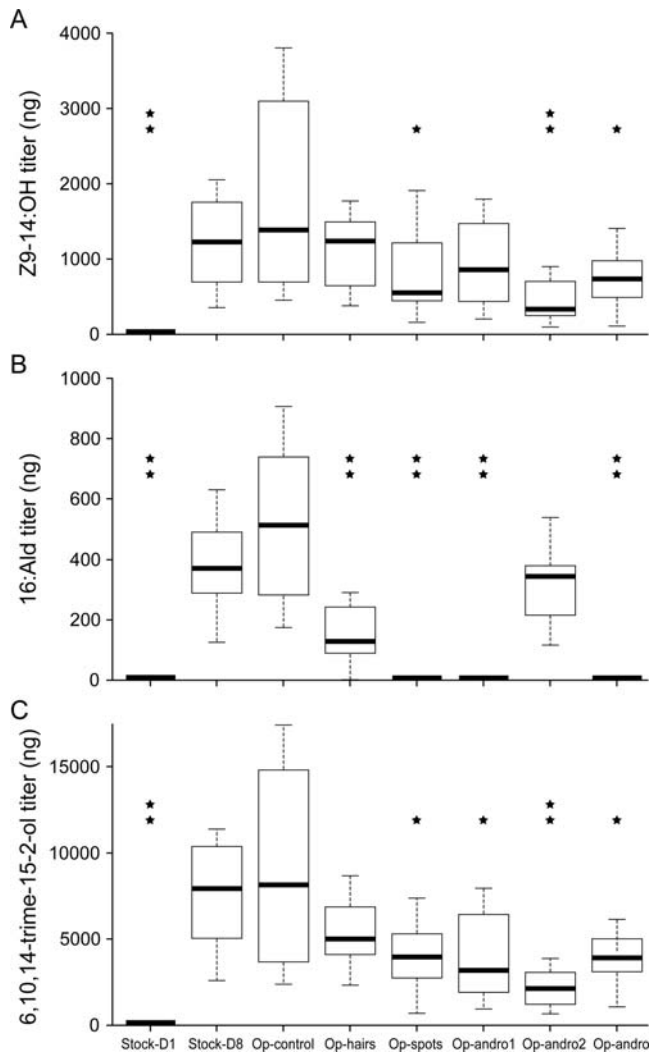 A
Z9-14:OH titer (ng)
4000
3000
2000
1000
0
B
16:Ald titer (ng)
1000
800
600
400
200
0
C
6,10,14-trime-15-2-ol titer (ng)
15000
10000
5000
0
Stock-D1 Stock-D8 Op-control Op-hairs Op-spots Op-andro1 Op-andro2 Op-andro